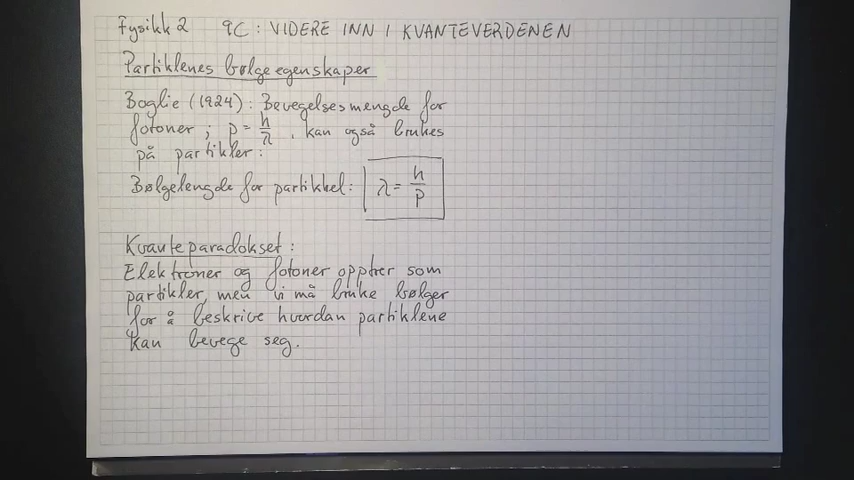 Fysikk 2 9C: VIDERE INN I KVANTEVERDENEN
Partiklenes bølgeegenskaper
Boglie (1924): Bevegelsesmengde for
fotoner; p = h/λ, kan også brukes
på partikler:
Bølgelengde for partikkel: λ = h/p
Kvanteparadokset:
Elektroner og fotoner opptrer som
partikler, men vi må bruke bølger
for å beskrive hvordan partiklene
kan bevege seg.